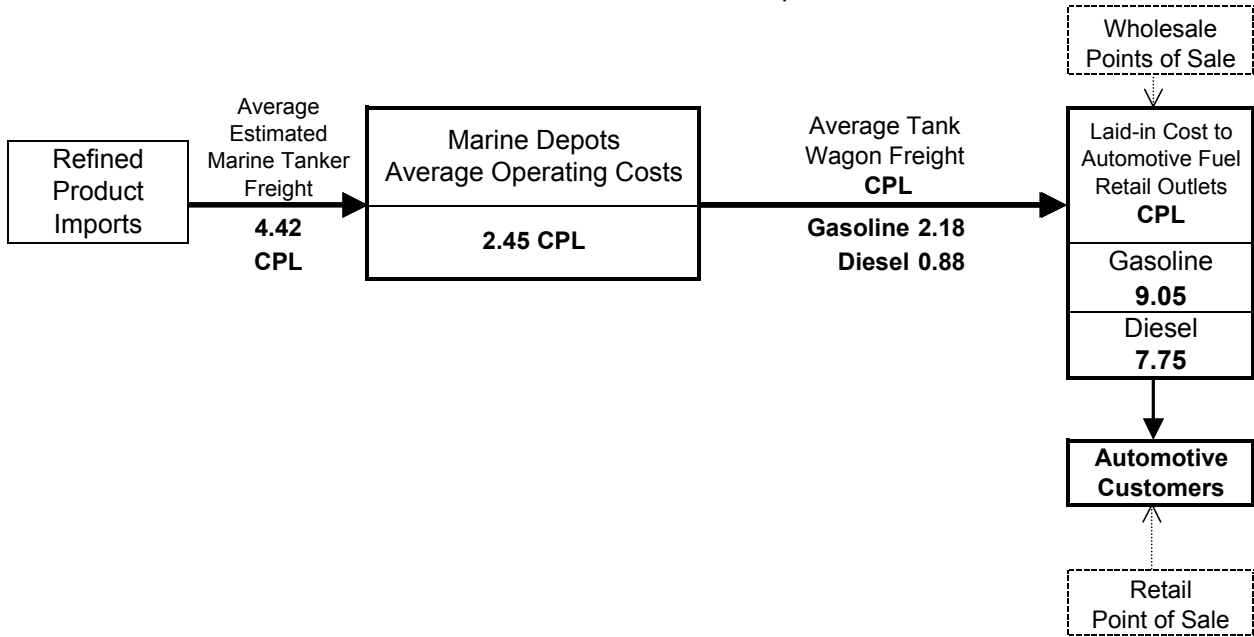 Wholesale
Points of Sale
Refined
Product
Imports
Average
Estimated
Marine Tanker
Freight
4.42
CPL
Marine Depots
Average Operating Costs
2.45 CPL
Average Tank
Wagon Freight
CPL
Gasoline 2.18
Diesel 0.88
Laid-in Cost to
Automotive Fuel
Retail Outlets
CPL
Gasoline
9.05
Diesel
7.75
Automotive
Customers
Retail
Point of Sale